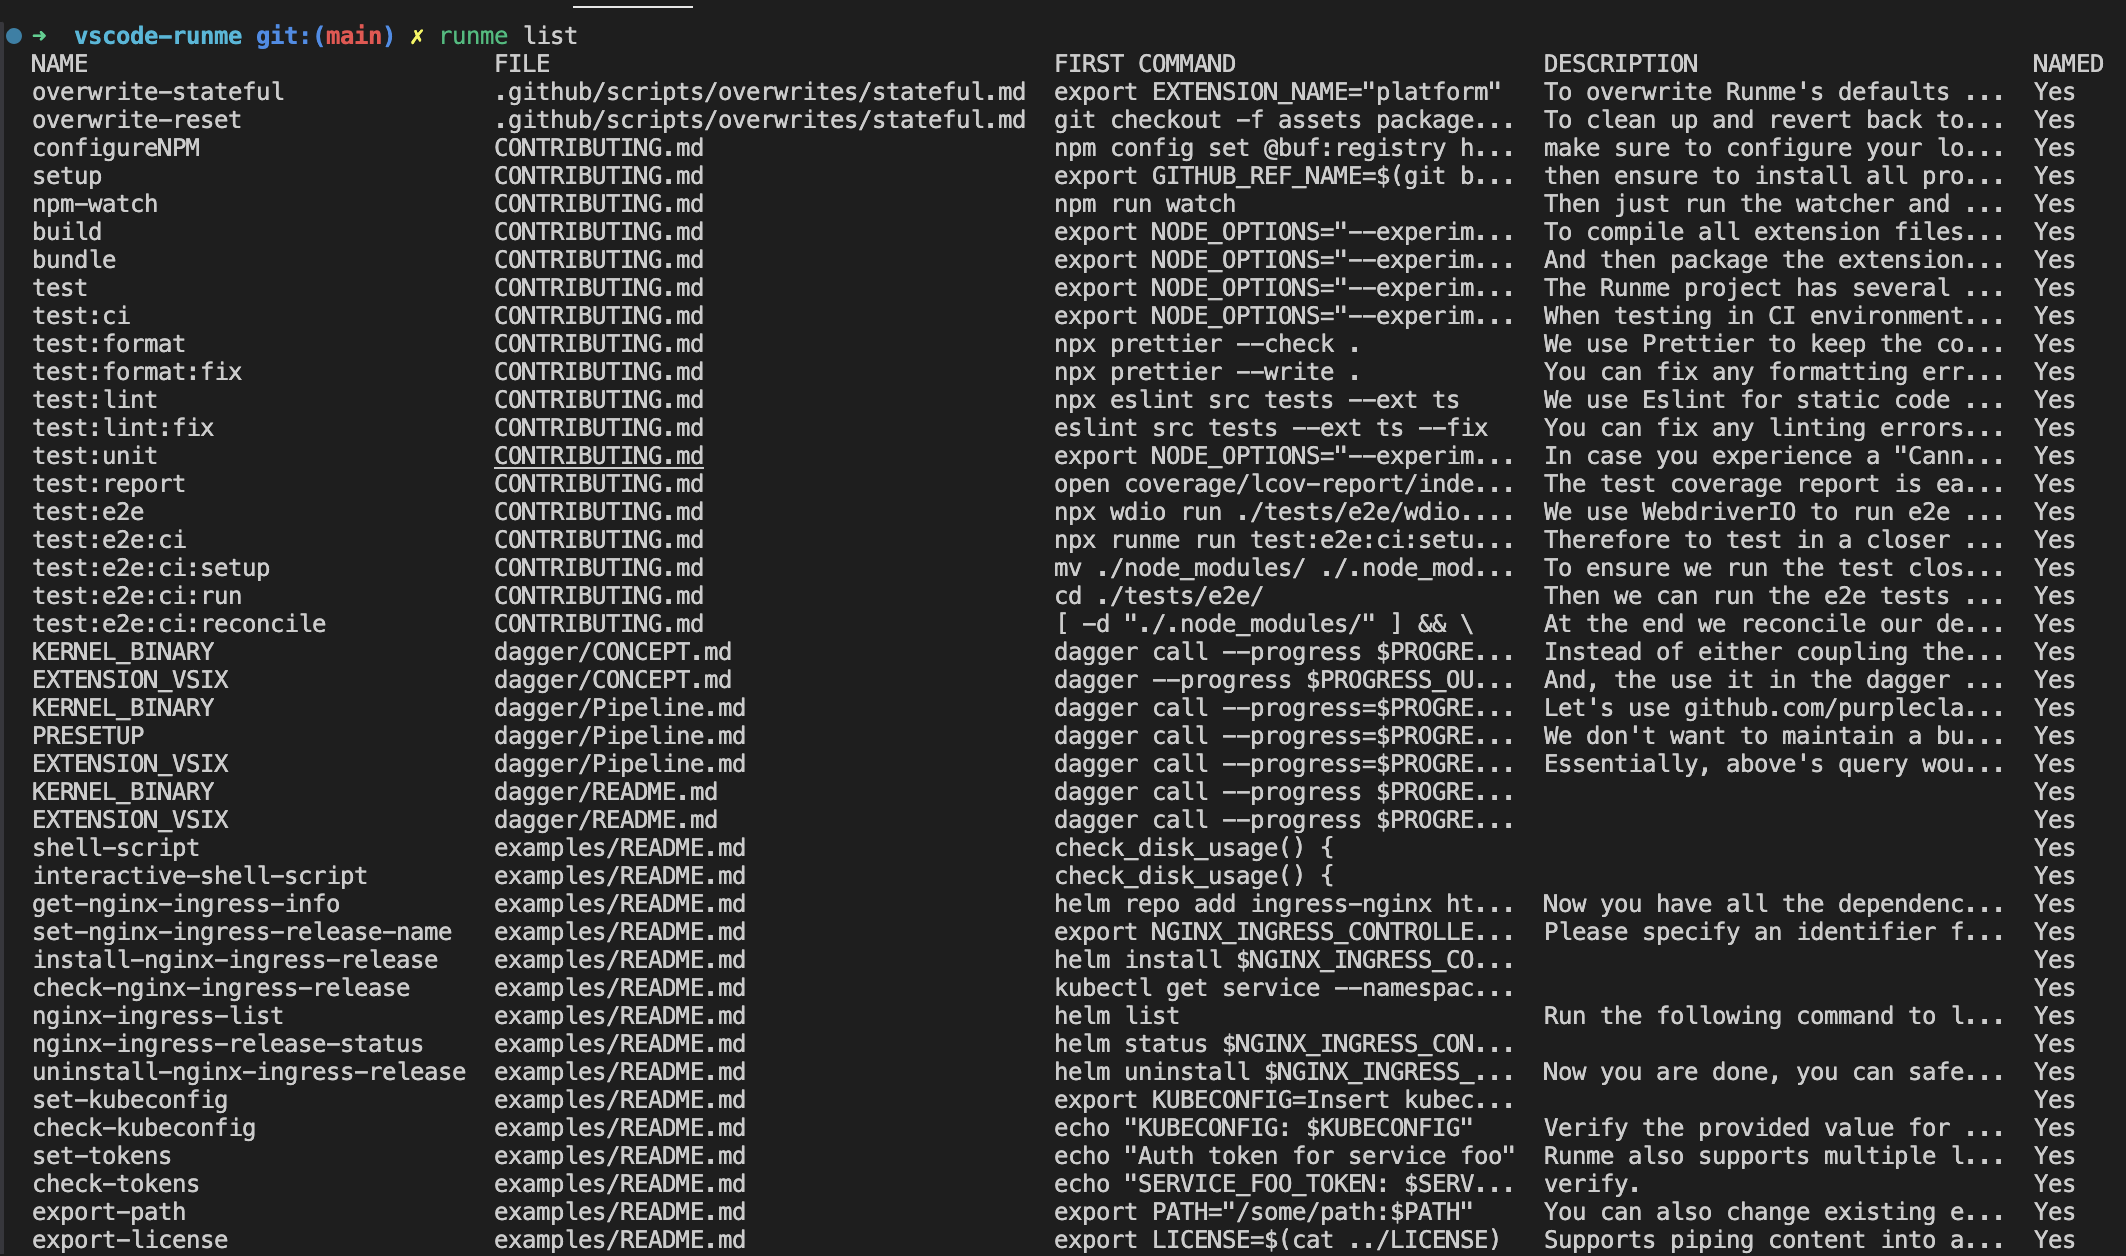 ➜  vscode-runme git:(main) ✗ runme list
NAME FILE FIRST COMMAND DESCRIPTION NAMED
overwrite-stateful .github/scripts/overwrites/stateful.md export EXTENSION_NAME="platform" To overwrite Runme's defaults ... Yes
overwrite-reset .github/scripts/overwrites/stateful.md git checkout -f assets package... To clean up and revert back to... Yes
configureNPM CONTRIBUTING.md npm config set @buf:registry h... make sure to configure your lo... Yes
setup CONTRIBUTING.md export GITHUB_REF_NAME=$(git b... then ensure to install all pro... Yes
npm-watch CONTRIBUTING.md npm run watch Then just run the watcher and ... Yes
build CONTRIBUTING.md export NODE_OPTIONS="--experim... To compile all extension files... Yes
bundle CONTRIBUTING.md export NODE_OPTIONS="--experim... And then package the extension... Yes
test CONTRIBUTING.md export NODE_OPTIONS="--experim... The Runme project has several ... Yes
test:ci CONTRIBUTING.md export NODE_OPTIONS="--experim... When testing in CI environment... Yes
test:format CONTRIBUTING.md npx prettier --check . We use Prettier to keep the co... Yes
test:format:fix CONTRIBUTING.md npx prettier --write . You can fix any formatting err... Yes
test:lint CONTRIBUTING.md npx eslint src tests --ext ts We use Eslint for static code ... Yes
test:lint:fix CONTRIBUTING.md eslint src tests --ext ts --fix You can fix any linting errors... Yes
test:unit CONTRIBUTING.md export NODE_OPTIONS="--experim... In case you experience a "Cann... Yes
test:report CONTRIBUTING.md open coverage/lcov-report/inde... The test coverage report is ea... Yes
test:e2e CONTRIBUTING.md npx wdio run ./tests/e2e/wdio.... We use WebdriverIO to run e2e ... Yes
test:e2e:ci CONTRIBUTING.md npx runme run test:e2e:ci:setu... Therefore to test in a closer ... Yes
test:e2e:ci:setup CONTRIBUTING.md mv ./node_modules/ ./.node_mod... To ensure we run the test clos... Yes
test:e2e:ci:run CONTRIBUTING.md cd ./tests/e2e/ Then we can run the e2e tests ... Yes
test:e2e:ci:reconcile CONTRIBUTING.md [ -d "./.node_modules/" ] && \ At the end we reconcile our de... Yes
KERNEL_BINARY dagger/CONCEPT.md dagger call --progress $PROGRE... Instead of either coupling the... Yes
EXTENSION_VSIX dagger/CONCEPT.md dagger --progress $PROGRESS_OU... And, the use it in the dagger ... Yes
KERNEL_BINARY dagger/Pipeline.md dagger call --progress=$PROGRE... Let's use github.com/purplecla... Yes
PRESETUP dagger/Pipeline.md dagger call --progress=$PROGRE... We don't want to maintain a bu... Yes
EXTENSION_VSIX dagger/Pipeline.md dagger call --progress=$PROGRE... Essentially, above's query wou... Yes
KERNEL_BINARY dagger/README.md dagger call --progress $PROGRE... Yes
EXTENSION_VSIX dagger/README.md dagger call --progress $PROGRE... Yes
shell-script examples/README.md check_disk_usage() { Yes
interactive-shell-script examples/README.md check_disk_usage() { Yes
get-nginx-ingress-info examples/README.md helm repo add ingress-nginx ht... Now you have all the dependenc... Yes
set-nginx-ingress-release-name examples/README.md export NGINX_INGRESS_CONTROLLE... Please specify an identifier f... Yes
install-nginx-ingress-release examples/README.md helm install $NGINX_INGRESS_CO... Yes
check-nginx-ingress-release examples/README.md kubectl get service --namespac... Yes
nginx-ingress-list examples/README.md helm list Run the following command to l... Yes
nginx-ingress-release-status examples/README.md helm status $NGINX_INGRESS_CON... Yes
uninstall-nginx-ingress-release examples/README.md helm uninstall $NGINX_INGRESS_... Now you are done, you can safe... Yes
set-kubeconfig examples/README.md export KUBECONFIG=Insert kubec... Yes
check-kubeconfig examples/README.md echo "KUBECONFIG: $KUBECONFIG" Verify the provided value for ... Yes
set-tokens examples/README.md echo "Auth token for service foo" Runme also supports multiple l... Yes
check-tokens examples/README.md echo "SERVICE_FOO_TOKEN: $SERV... verify. Yes
export-path examples/README.md export PATH="/some/path:$PATH" You can also change existing e... Yes
export-license examples/README.md export LICENSE=$(cat ../LICENSE) Supports piping content into a... Yes